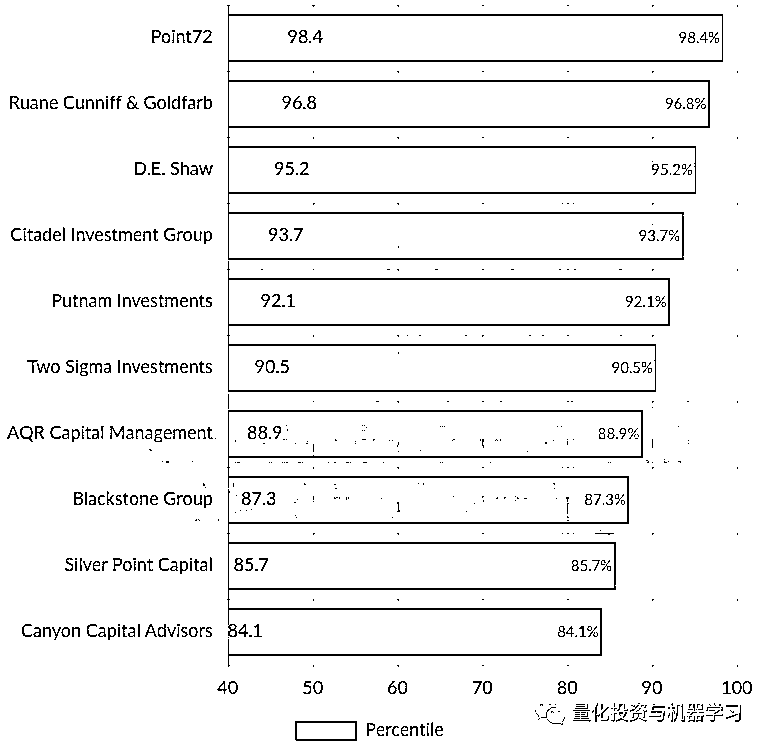 Point72 98.4 98.4%
Ruane Cunniff & Goldfarb 96.8 96.8%
D.E. Shaw 95.2 95.2%
Citadel Investment Group 93.7 93.7%
Putnam Investments 92.1 92.1%
Two Sigma Investments 90.5 90.5%
AQR Capital Management 88.9 88.9%
Blackstone Group 87.3 87.3%
Silver Point Capital 85.7 85.7%
Canyon Capital Advisors 84.1 84.1%
40 50 60 70 80 90 100
Percentile
量化投资与机器学习